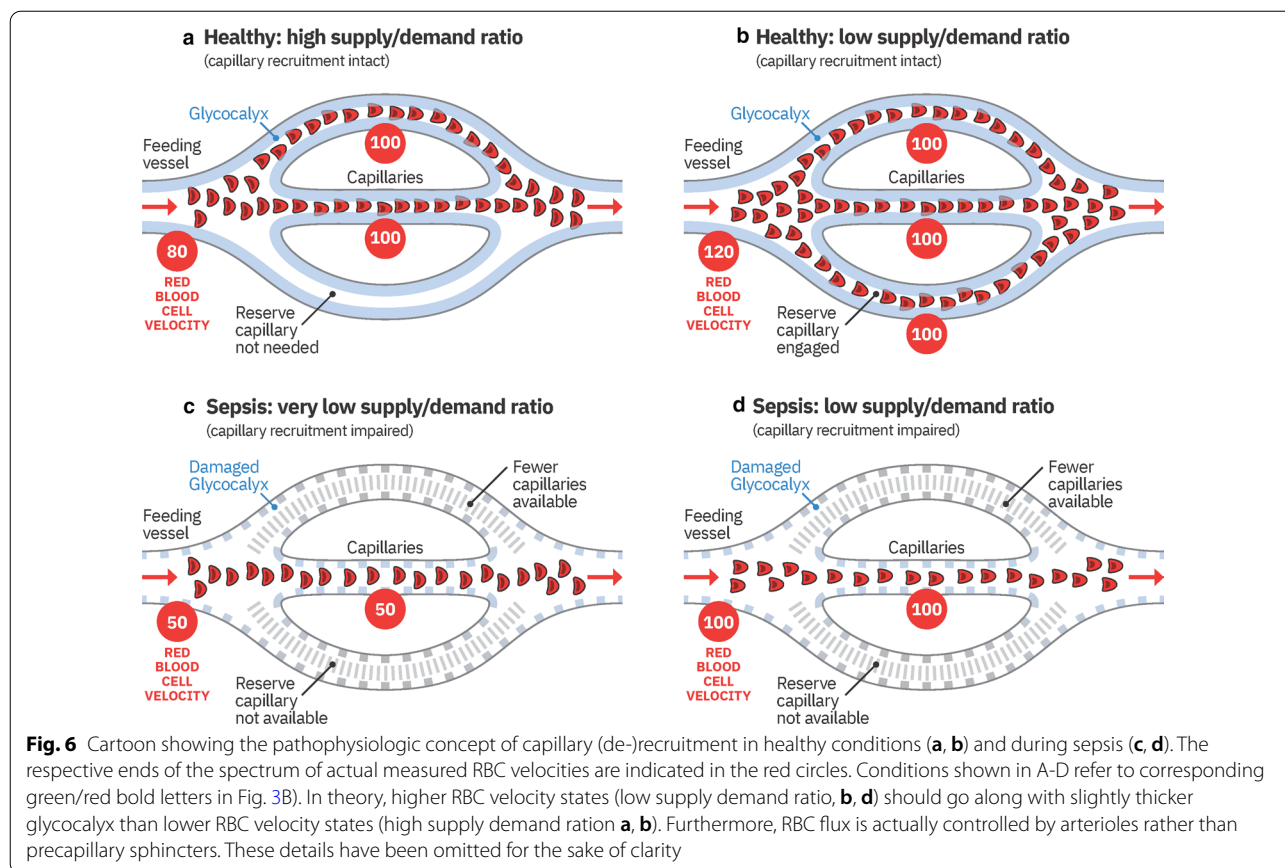 a Healthy: high supply/demand ratio
(capillary recruitment intact)
Glycocalyx
Feeding
vessel
100
Capillaries
100
80
RED
BLOOD
CELL
VELOCITY
Reserve
capillary
not needed
b Healthy: low supply/demand ratio
(capillary recruitment intact)
Glycocalyx
Feeding
vessel
100
Capillaries
100
120
RED
BLOOD
CELL
VELOCITY
Reserve
capillary
engaged
100
c Sepsis: very low supply/demand ratio
(capillary recruitment impaired)
Damaged
Glycocalyx
Fewer
capillaries
available
Feeding
vessel
Capillaries
50
50
RED
BLOOD
CELL
VELOCITY
Reserve
capillary
not available
d Sepsis: low supply/demand ratio
(capillary recruitment impaired)
Damaged
Glycocalyx
Fewer
capillaries
available
Feeding
vessel
Capillaries
100
100
RED
BLOOD
CELL
VELOCITY
Reserve
capillary
not available
Fig. 6 Cartoon showing the pathophysiologic concept of capillary (de-)recruitment in healthy conditions (a, b) and during sepsis (c, d). The
respective ends of the spectrum of actual measured RBC velocities are indicated in the red circles. Conditions shown in A-D refer to corresponding
green/red bold letters in Fig. 3B). In theory, higher RBC velocity states (low supply demand ratio, b, d) should go along with slightly thicker
glycocalyx than lower RBC velocity states (high supply demand ration a, b). Furthermore, RBC flux is actually controlled by arterioles rather than
precapillary sphincters. These details have been omitted for the sake of clarity